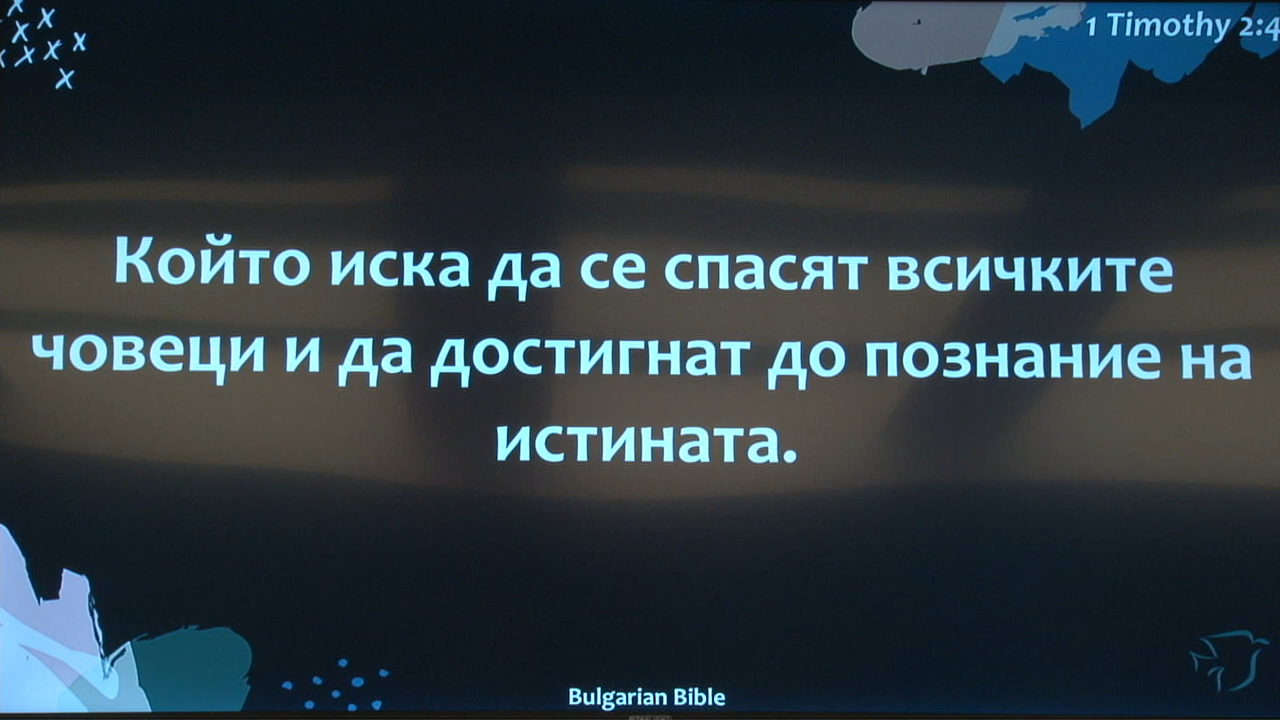 1 Timothy 2:4
Който иска да се спасят всичките
човеци и да достигнат до познание на
истината.
Bulgarian Bible